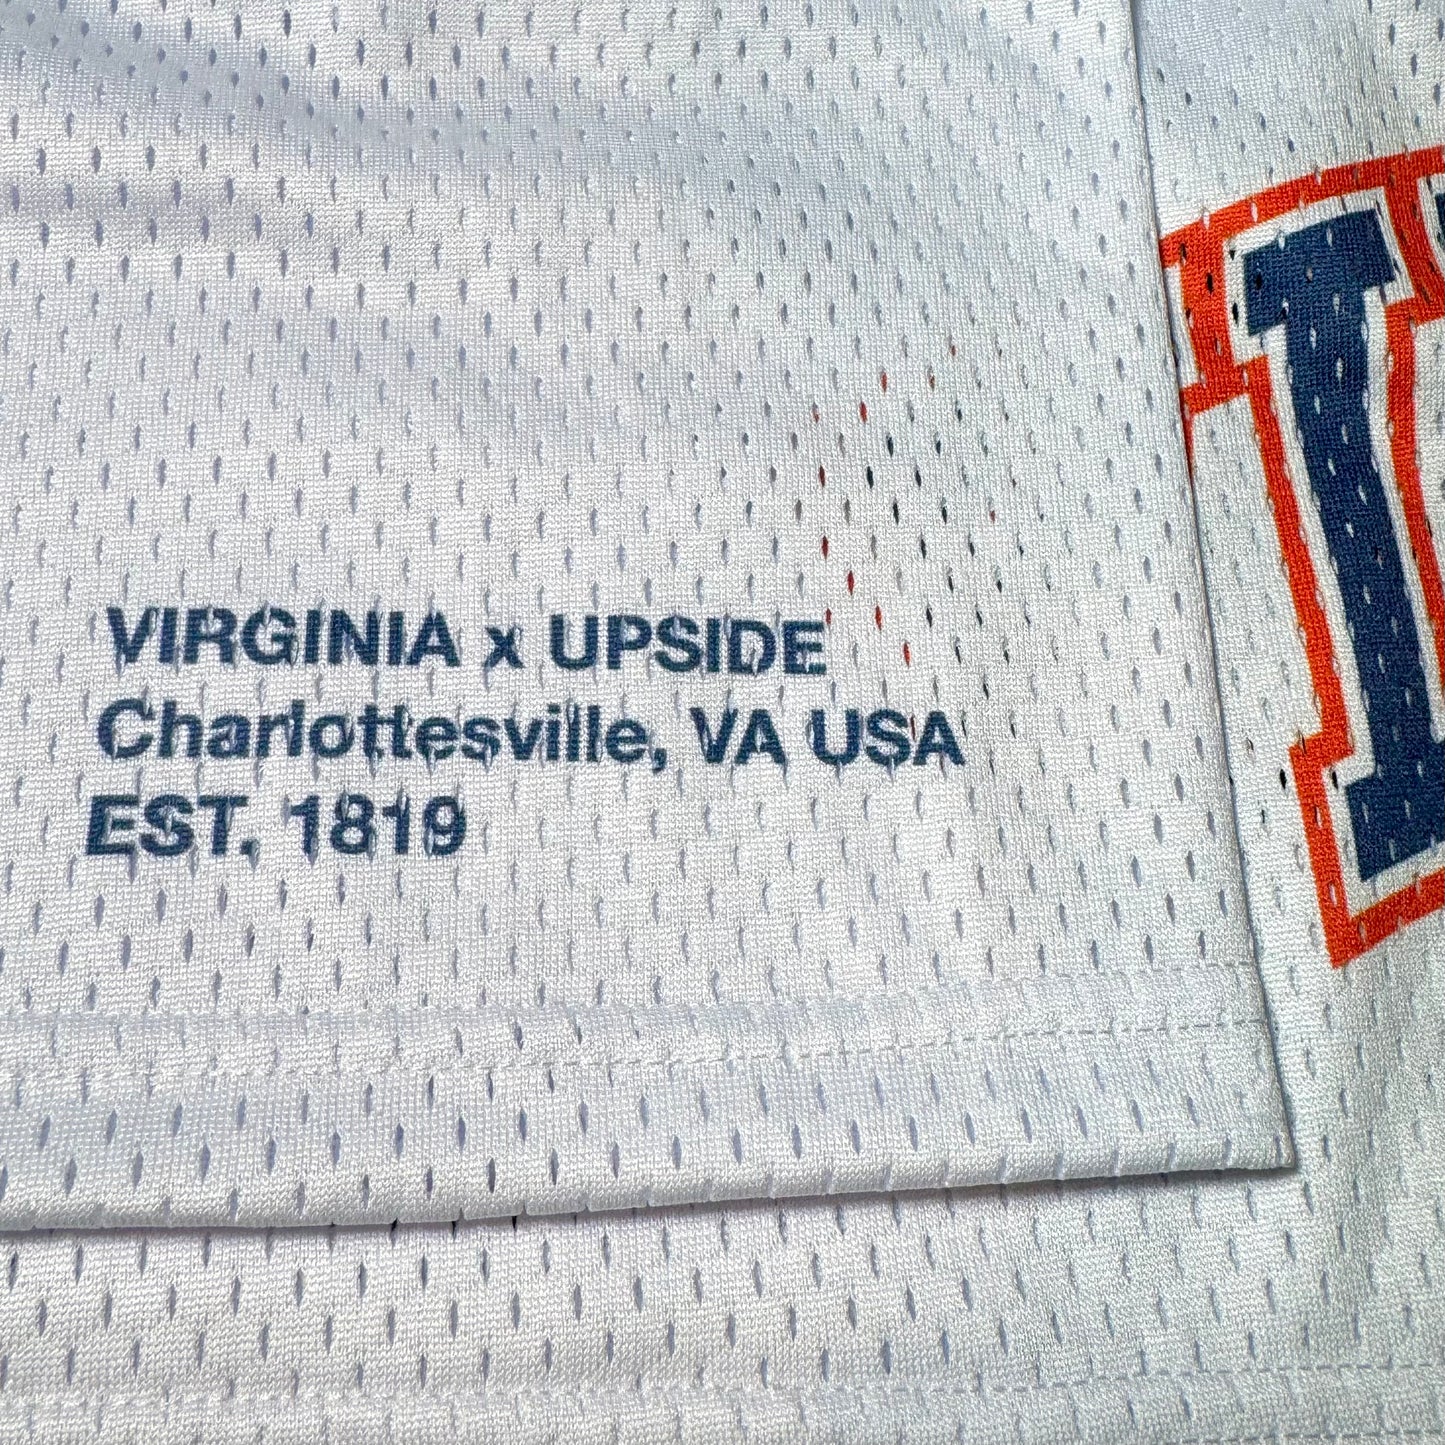 VIRGINIA x UPSIDE
Charlottesville, VA USA
EST. 1819